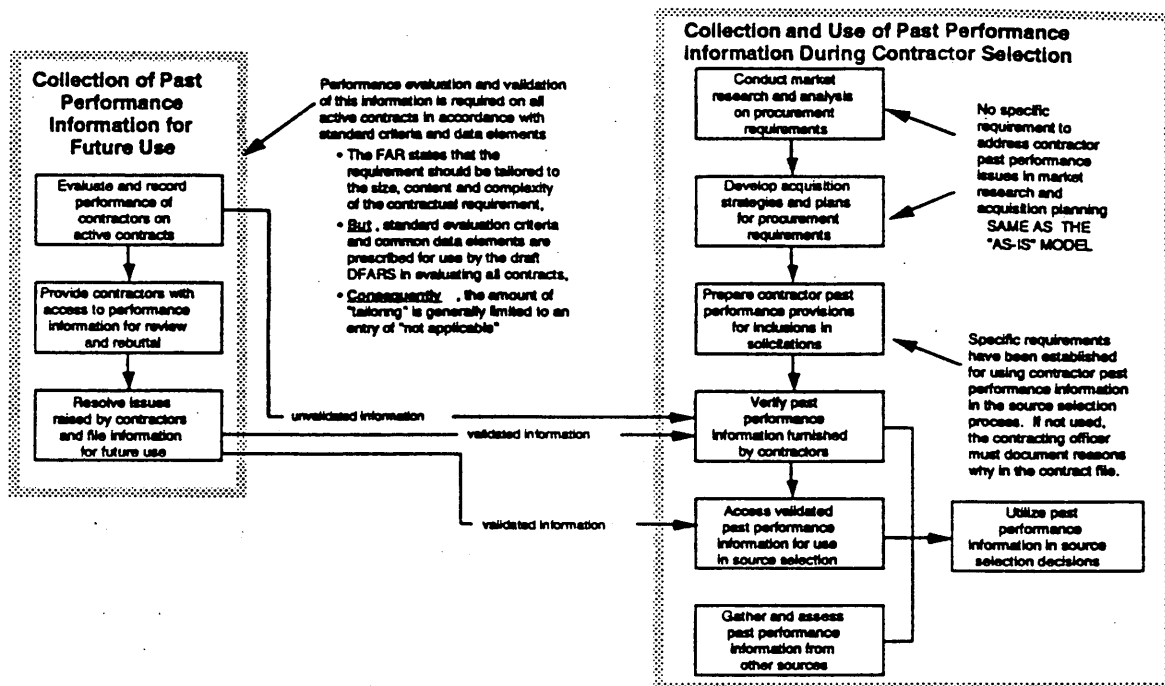 Collection of Past
Performance
Information for
Future Use
Evaluate and record
performance of
contractors on
active contracts
Provide contractors with
access to performance
information for review
and rebuttal
Resolve issues
raised by contractors
and file information
for future use
Performance evaluation and validation
of this information is required on all
active contracts in accordance with
standard criteria and data elements
• The FAR states that the
requirement should be tailored to
the size, content and complexity
of the contractual requirement,
• But , standard evaluation criteria
and common data elements are
prescribed for use by the draft
DFARS in evaluating all contracts,
• Consequently , the amount of
"tailoring" is generally limited to an
entry of "not applicable"
unvalidated information
validated information
validated information
Collection and Use of Past Performance
Information During Contractor Selection
Conduct market
research and analysis
on procurement
requirements
Develop acquisition
strategies and plans
for procurement
requirements
Prepare contractor past
performance provisions
for inclusions in
solicitations
Verify past
performance
information furnished
by contractors
Access validated
past performance
information for use
in source selection
Gather and assess
past performance
information from
other sources
No specific
requirement to
address contractor
past performance
issues in market
research and
acquisition planning
SAME AS THE
"AS-IS" MODEL
Specific requirements
have been established
for using contractor past
performance information
in the source selection
process. If not used,
the contracting officer
must document reasons
why in the contract file.
Utilize past
performance
information in source
selection decisions